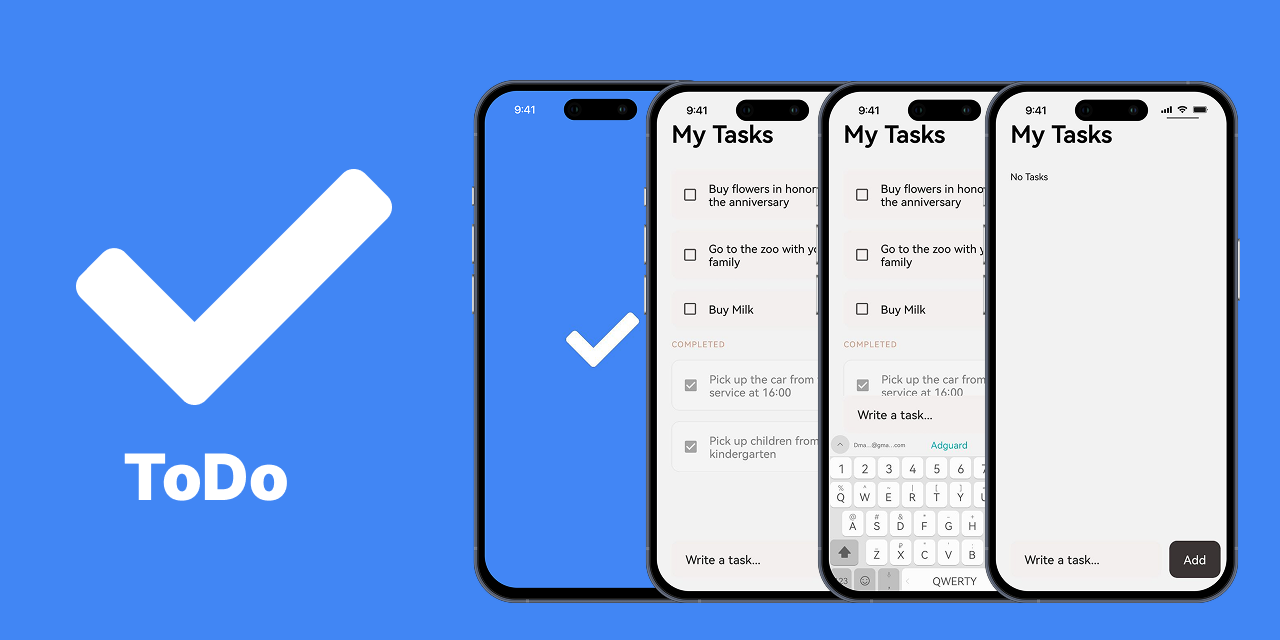 ToDo
9:41
9:41
My Tasks
Buy flowers in honor
the anniversary
Go to the zoo with yo
family
Buy Milk
COMPLETED
Pick up the car from
service at 16:00
Pick up children from
kindergarten
Write a task...
9:41
My Tasks
Buy flowers in hono
the anniversary
Go to the zoo with y
family
Buy Milk
COMPLETED
Pick up the car from
service at 16:00
Write a task...
Dma...@gma...com Adguard
1 2 3 4 5 6 7
% ^ ~ | [ ]
Q W E R T Y U
@ # & * - +
A S D F G H
Z X C V B
123 QWERTY
9:41
My Tasks
No Tasks
Write a task... Add